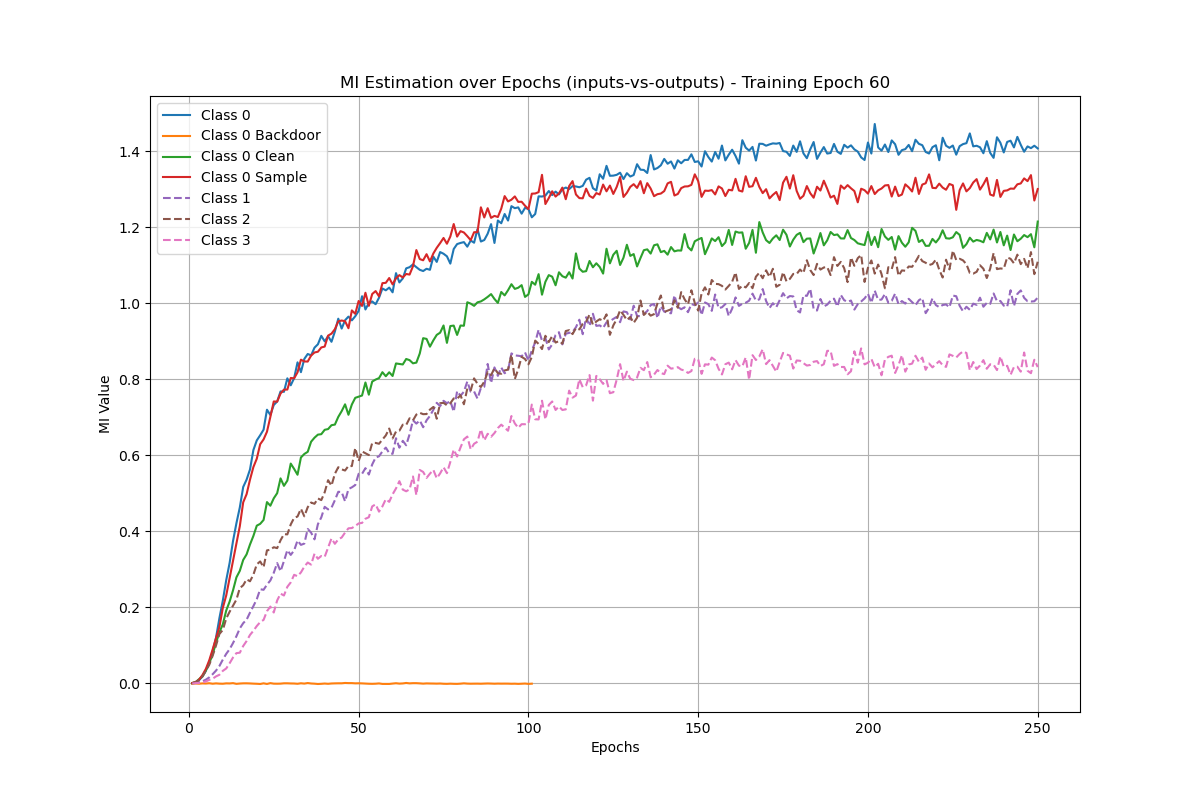 MI Estimation over Epochs (inputs-vs-outputs) - Training Epoch 60
Class 0
Class 0 Backdoor
Class 0 Clean
Class 0 Sample
Class 1
Class 2
Class 3
MI Value
1.4
1.2
1.0
0.8
0.6
0.4
0.2
0.0
0 50 100 150 200 250
Epochs